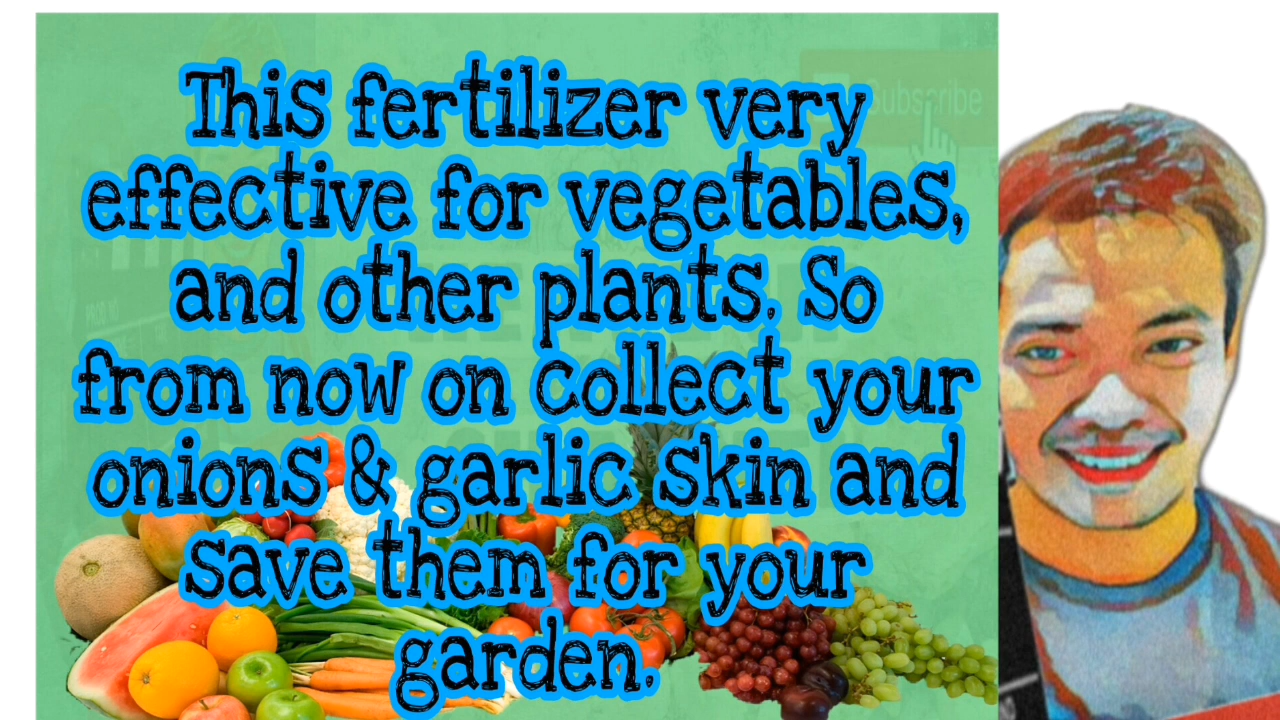 This fertilizer very
effective for vegetables,
and other plants. So
from now on collect your
onions & garlic skin and
save them for your
garden.
Subscribe